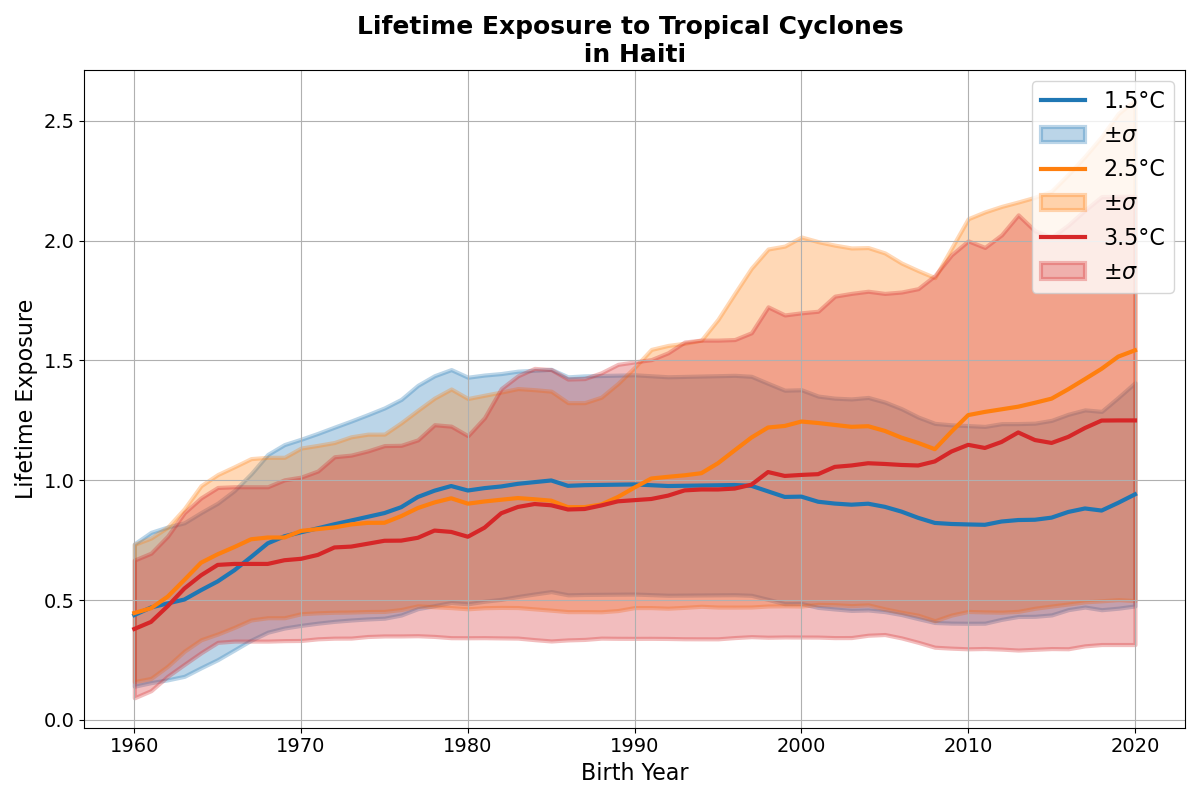 Lifetime Exposure to Tropical Cyclones
in Haiti
1.5°C
±σ
2.5°C
±σ
3.5°C
±σ
Lifetime Exposure
2.5
2.0
1.5
1.0
0.5
0.0
1960 1970 1980 1990 2000 2010 2020
Birth Year